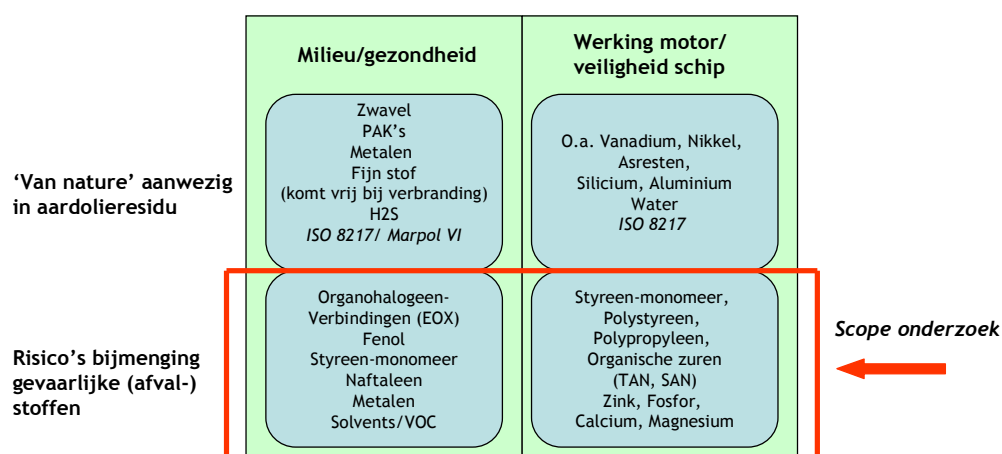 Milieu/gezondheid
Werking motor/
veiligheid schip
‘Van nature’ aanwezig
in aardolieresidu
Zwavel
PAK’s
Metalen
Fijn stof
(komt vrij bij verbranding)
H2S
ISO 8217/ Marpol VI
O.a. Vanadium, Nikkel,
Asresten,
Silicium, Aluminium
Water
ISO 8217
Risico’s bijmenging
gevaarlijke (afval-)
stoffen
Organohalogeen-
Verbindingen (EOX)
Fenol
Styreen-monomeer
Naftaleen
Metalen
Solvents/VOC
Styreen-monomeer,
Polystyreen,
Polypropyleen,
Organische zuren
(TAN, SAN)
Zink, Fosfor,
Calcium, Magnesium
Scope onderzoek